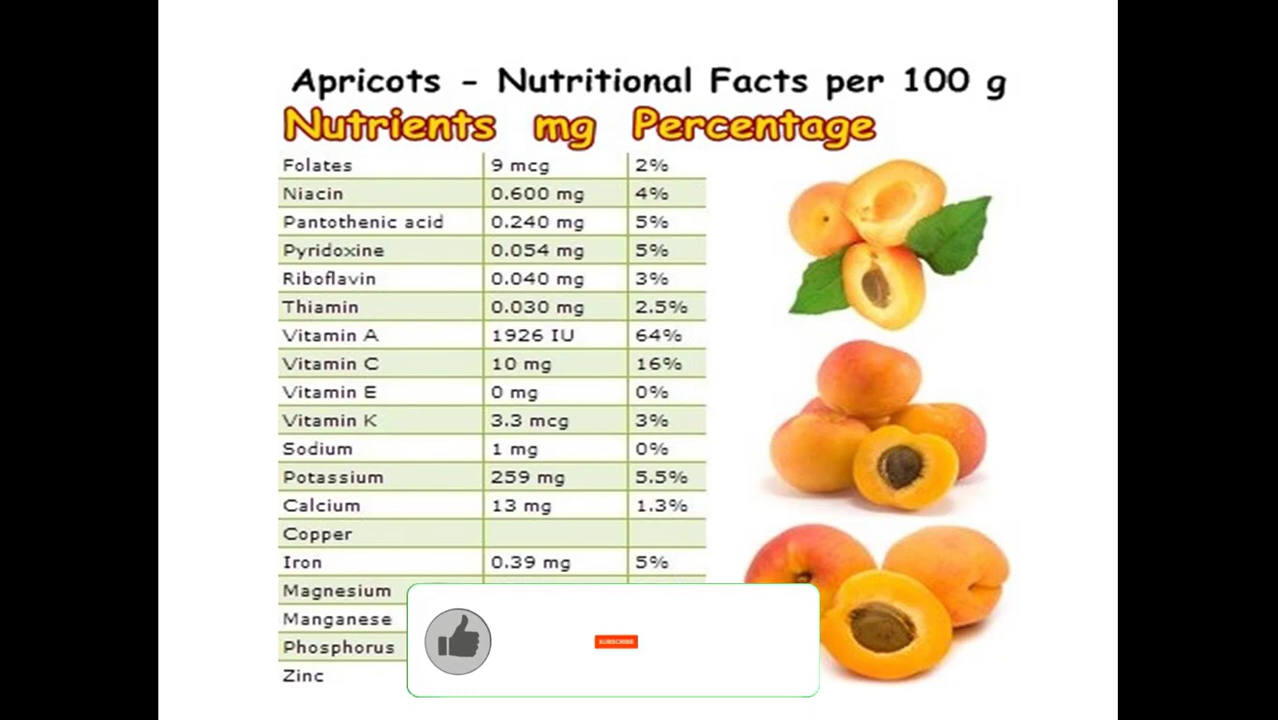 Apricots - Nutritional Facts per 100 g
Nutrients mg Percentage
Folates 9 mcg 2%
Niacin 0.600 mg 4%
Pantothenic acid 0.240 mg 5%
Pyridoxine 0.054 mg 5%
Riboflavin 0.040 mg 3%
Thiamin 0.030 mg 2.5%
Vitamin A 1926 IU 64%
Vitamin C 10 mg 16%
Vitamin E 0 mg 0%
Vitamin K 3.3 mcg 3%
Sodium 1 mg 0%
Potassium 259 mg 5.5%
Calcium 13 mg 1.3%
Copper
Iron 0.39 mg 5%
Magnesium
Manganese
Phosphorus
Zinc
SUBSCRIBE